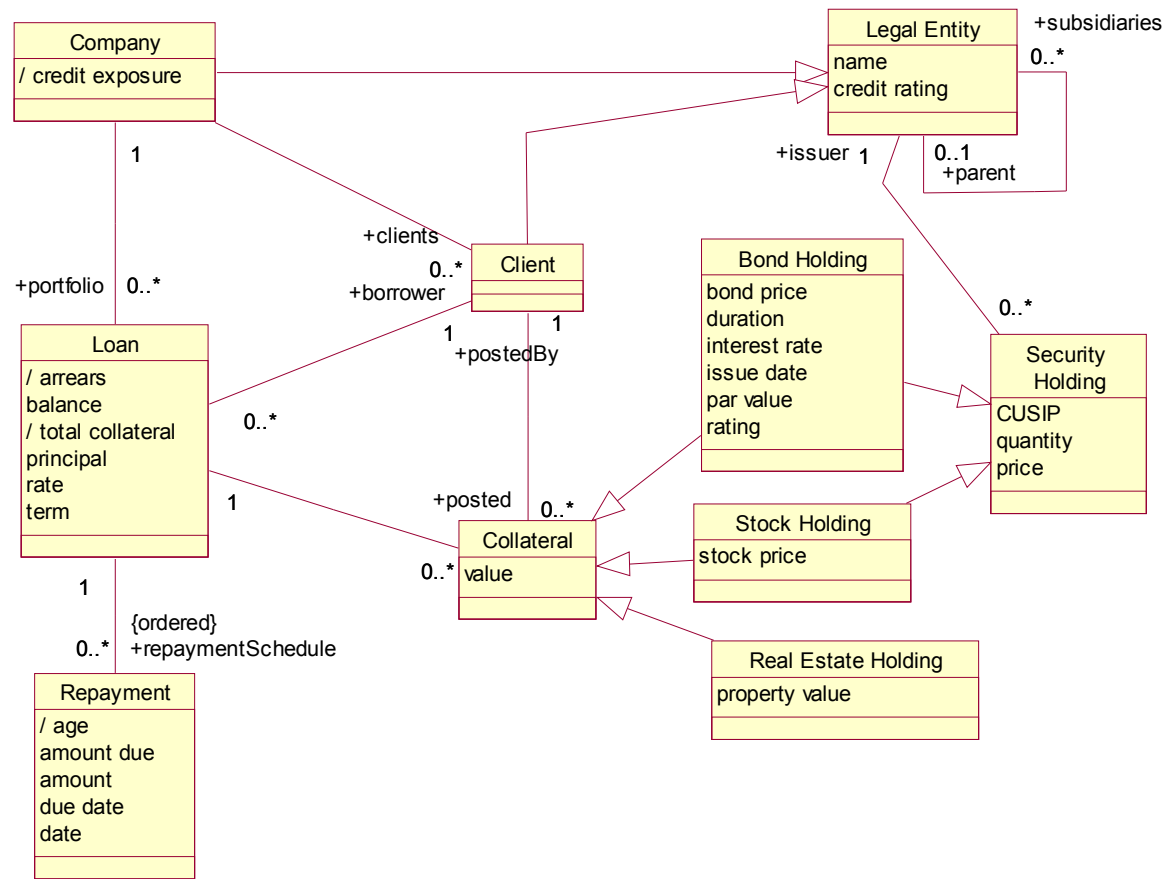 Company
/ credit exposure
Legal Entity
name
credit rating
+subsidiaries
0..*
+issuer
1
0..1
+parent
1
+clients
0..*
Client
+borrower
1
+postedBy
1
+portfolio
0..*
Bond Holding
bond price
duration
interest rate
issue date
par value
rating
0..*
Security
Holding
CUSIP
quantity
price
Loan
/ arrears
balance
/ total collateral
principal
rate
term
0..*
1
+posted
0..*
Collateral
value
0..*
Stock Holding
stock price
1
{ordered}
0..*
+repaymentSchedule
Real Estate Holding
property value
Repayment
/ age
amount due
amount
due date
date